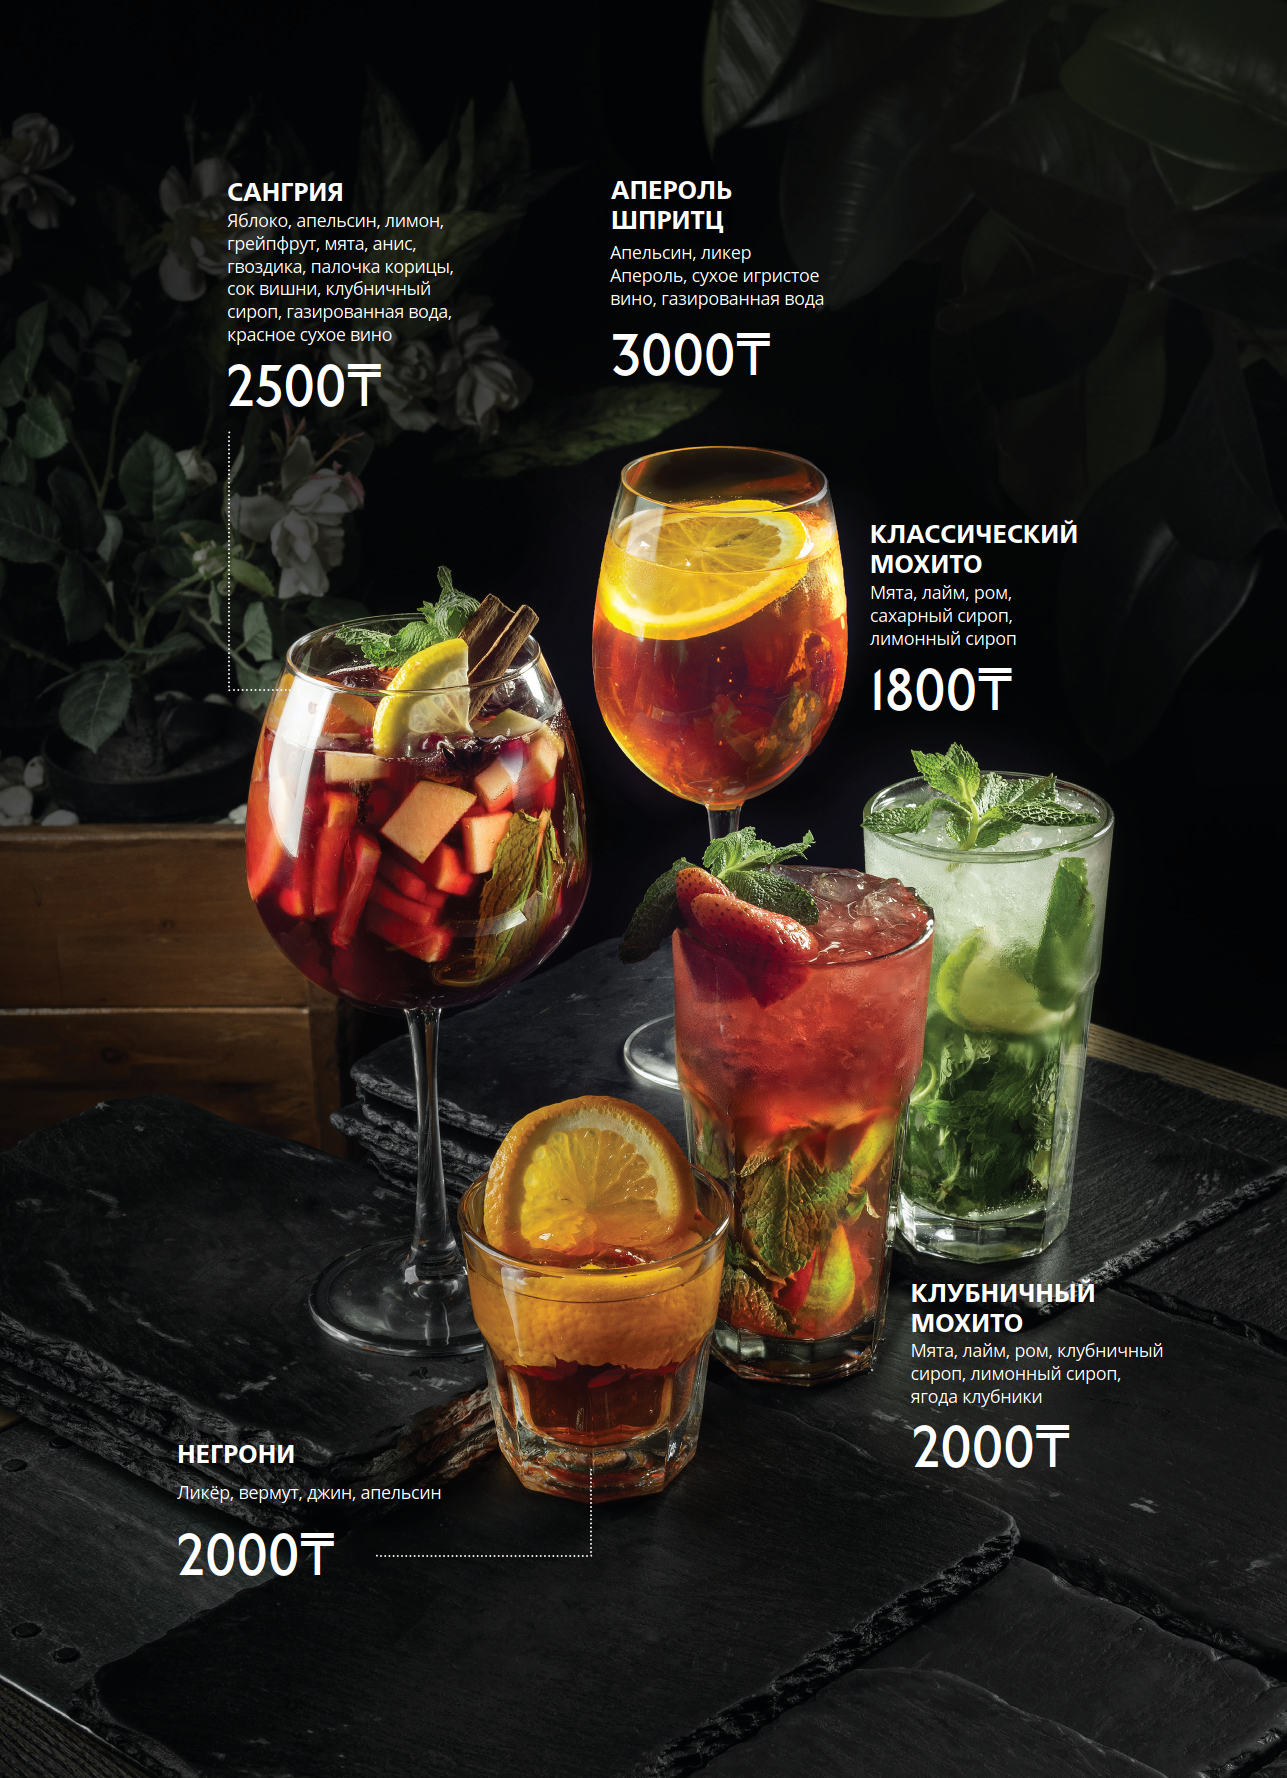 САНГРИЯ
Яблоко, апельсин, лимон,
грейпфрут, мята, анис,
гвоздика, палочка корицы,
сок вишни, клубничный
сироп, газированная вода,
красное сухое вино
2500₸
АПЕРОЛЬ
ШПРИТЦ
Апельсин, ликер
Апероль, сухое игристое
вино, газированная вода
3000₸
КЛАССИЧЕСКИЙ
МОХИТО
Мята, лайм, ром,
сахарный сироп,
лимонный сироп
1800₸
КЛУБНИЧНЫЙ
МОХИТО
Мята, лайм, ром, клубничный
сироп, лимонный сироп,
ягода клубники
2000₸
НЕГРОНИ
Ликёр, вермут, джин, апельсин
2000₸